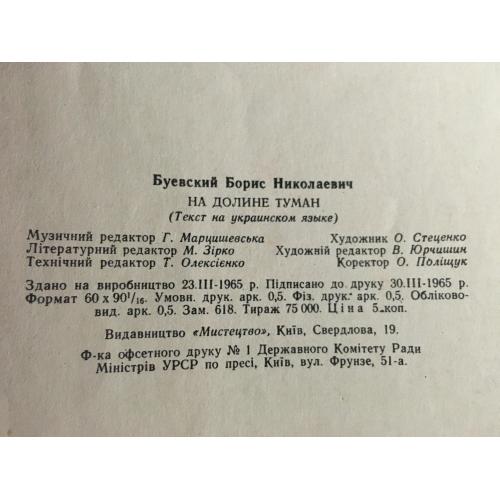 Буевский Борис Николаевич
НА ДОЛИНЕ ТУМАН
(Текст на украинском языке)
Музичний редактор Г. Марцишевська Художник О. Стеценко
Літературний редактор М. Зірко Художній редактор В. Юрчишин
Технічний редактор Т. Олексієнко Коректор О. Поліщук
Здано на виробництво 23.III-1965 р. Підписано до друку 30.III-1965 р.
Формат 60 x 90¹/₁₆. Умовн. друк. арк. 0,5. Фіз. друк. арк. 0,5. Обліково-
вид. арк. 0,5. Зам. 618. Тираж 75 000. Ціна 5 коп.
Видавництво «Мистецтво», Київ, Свердлова, 19.
Ф-ка офсетного друку № 1 Державного Комітету Ради
Міністрів УРСР по пресі, Київ, вул. Фрунзе, 51-а.